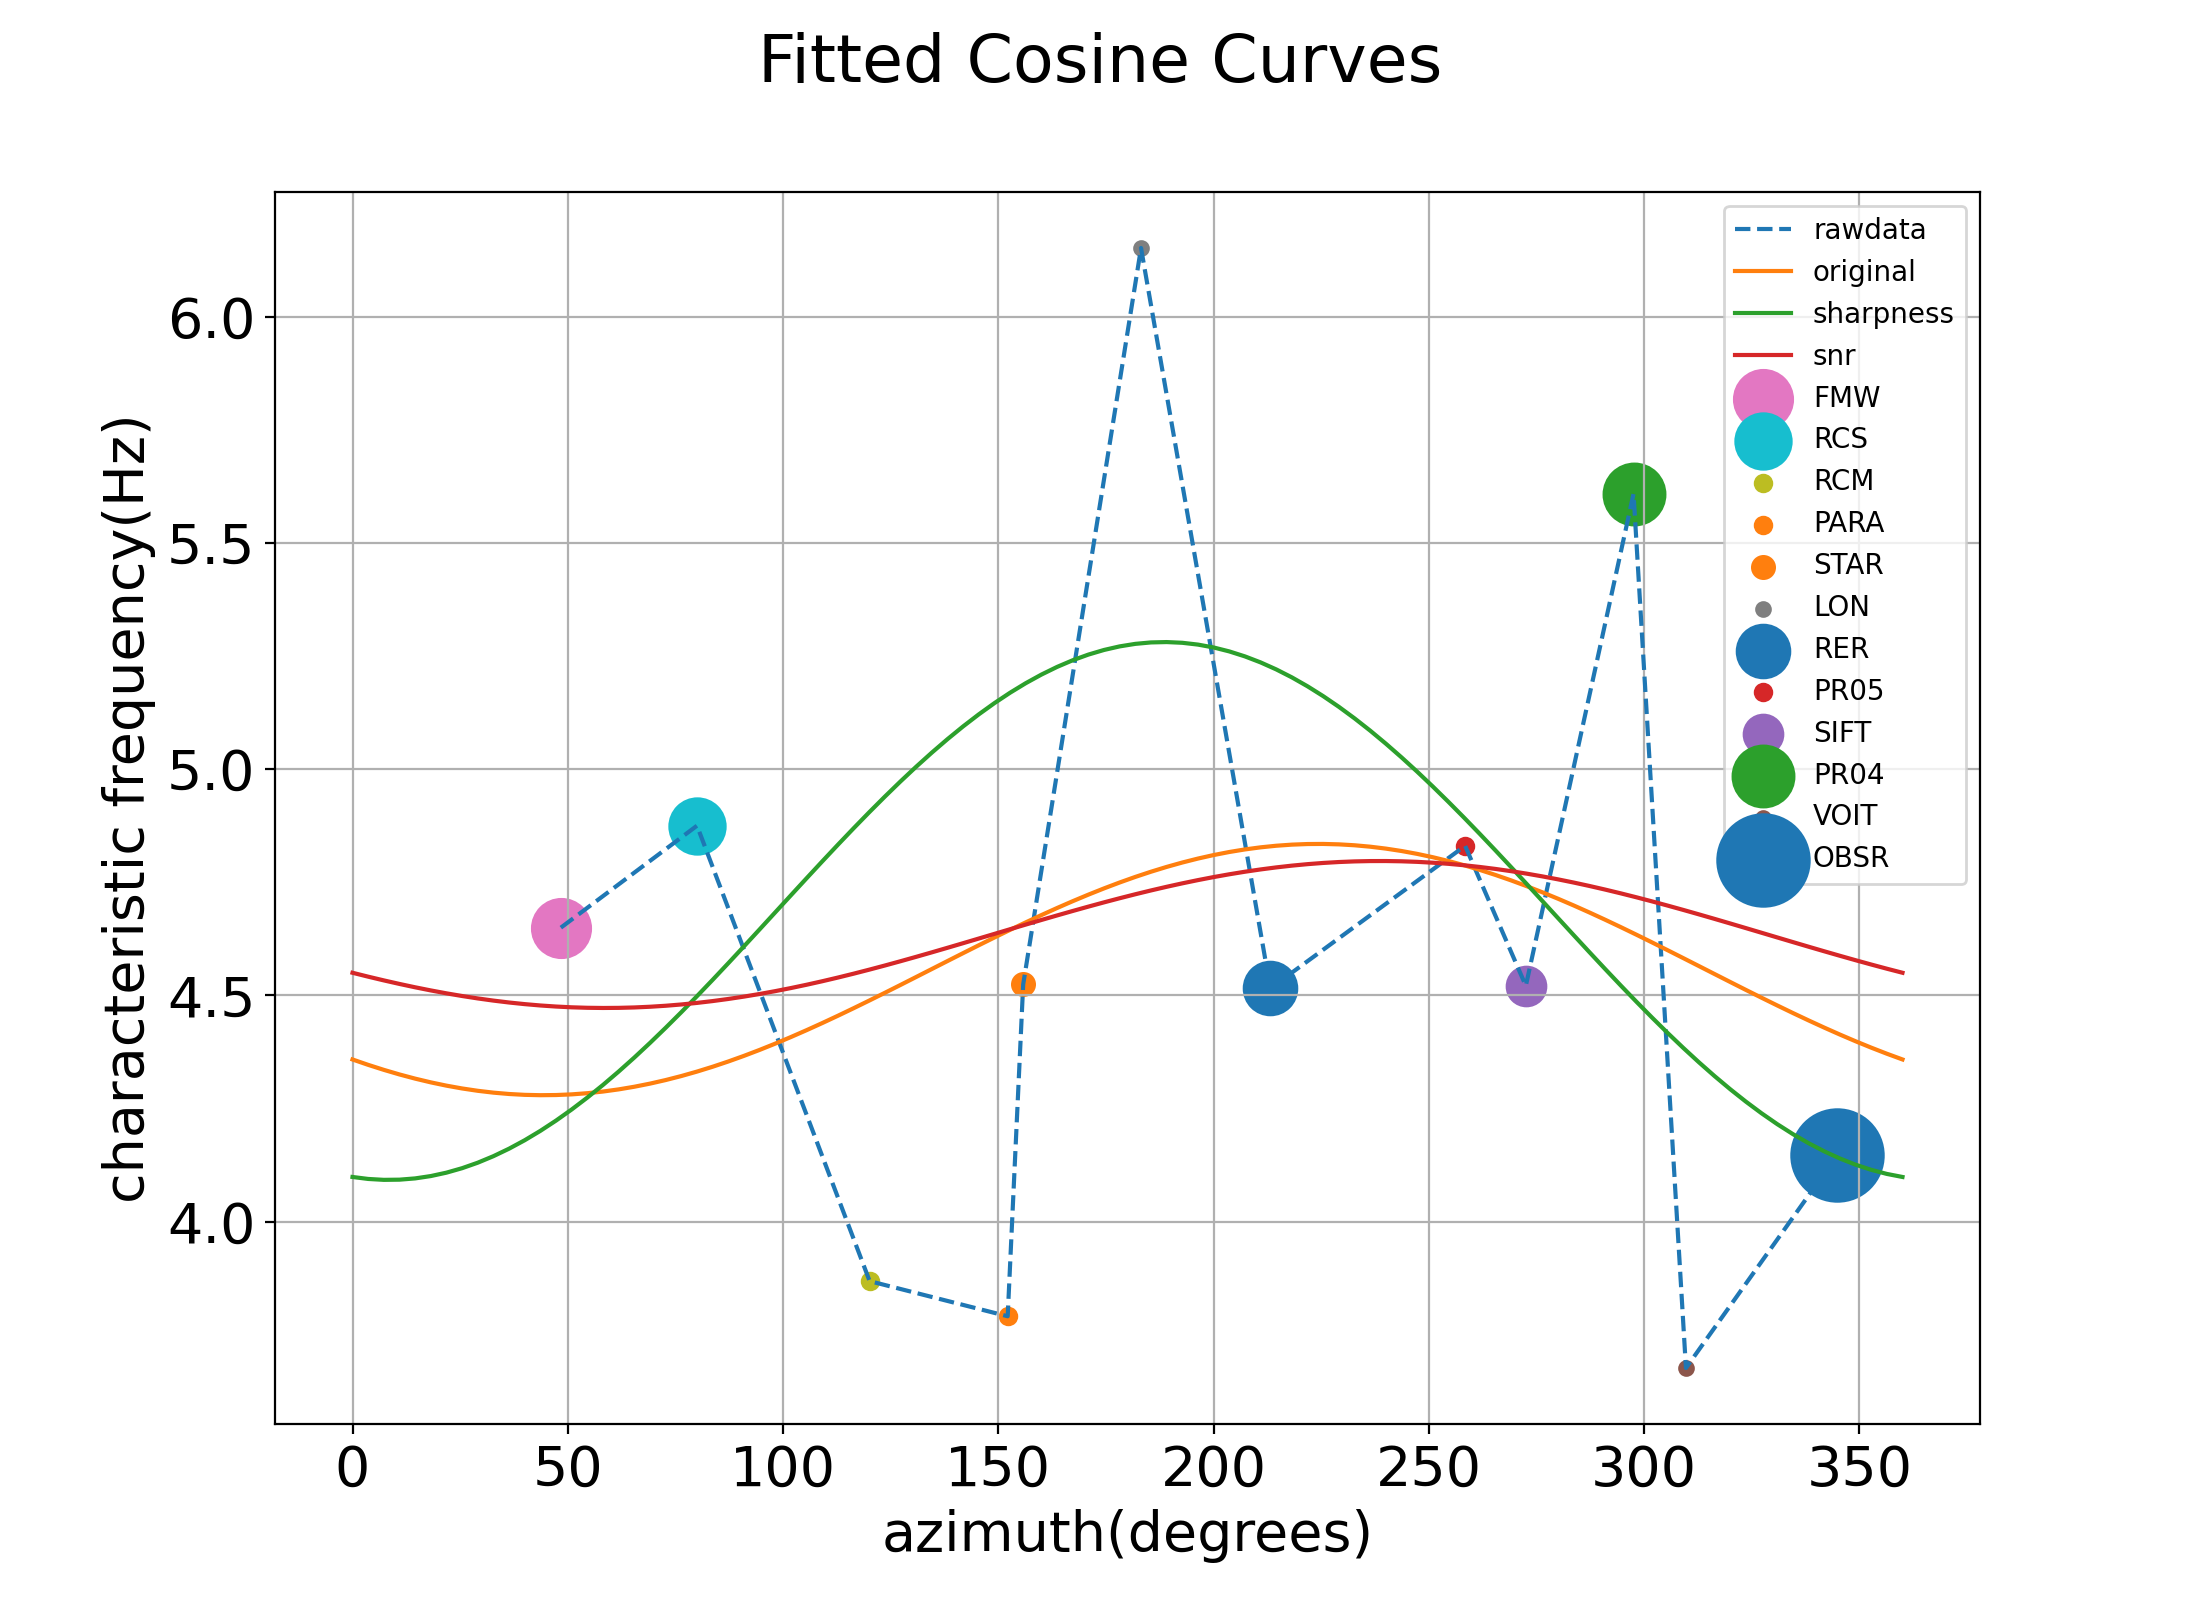 Fitted Cosine Curves
characteristic frequency(Hz)
6.0
5.5
5.0
4.5
4.0
0 50 100 150 200 250 300 350
azimuth(degrees)
rawdata
original
sharpness
snr
FMW
RCS
RCM
PARA
STAR
LON
RER
PR05
SIFT
PR04
VOIT
OBSR